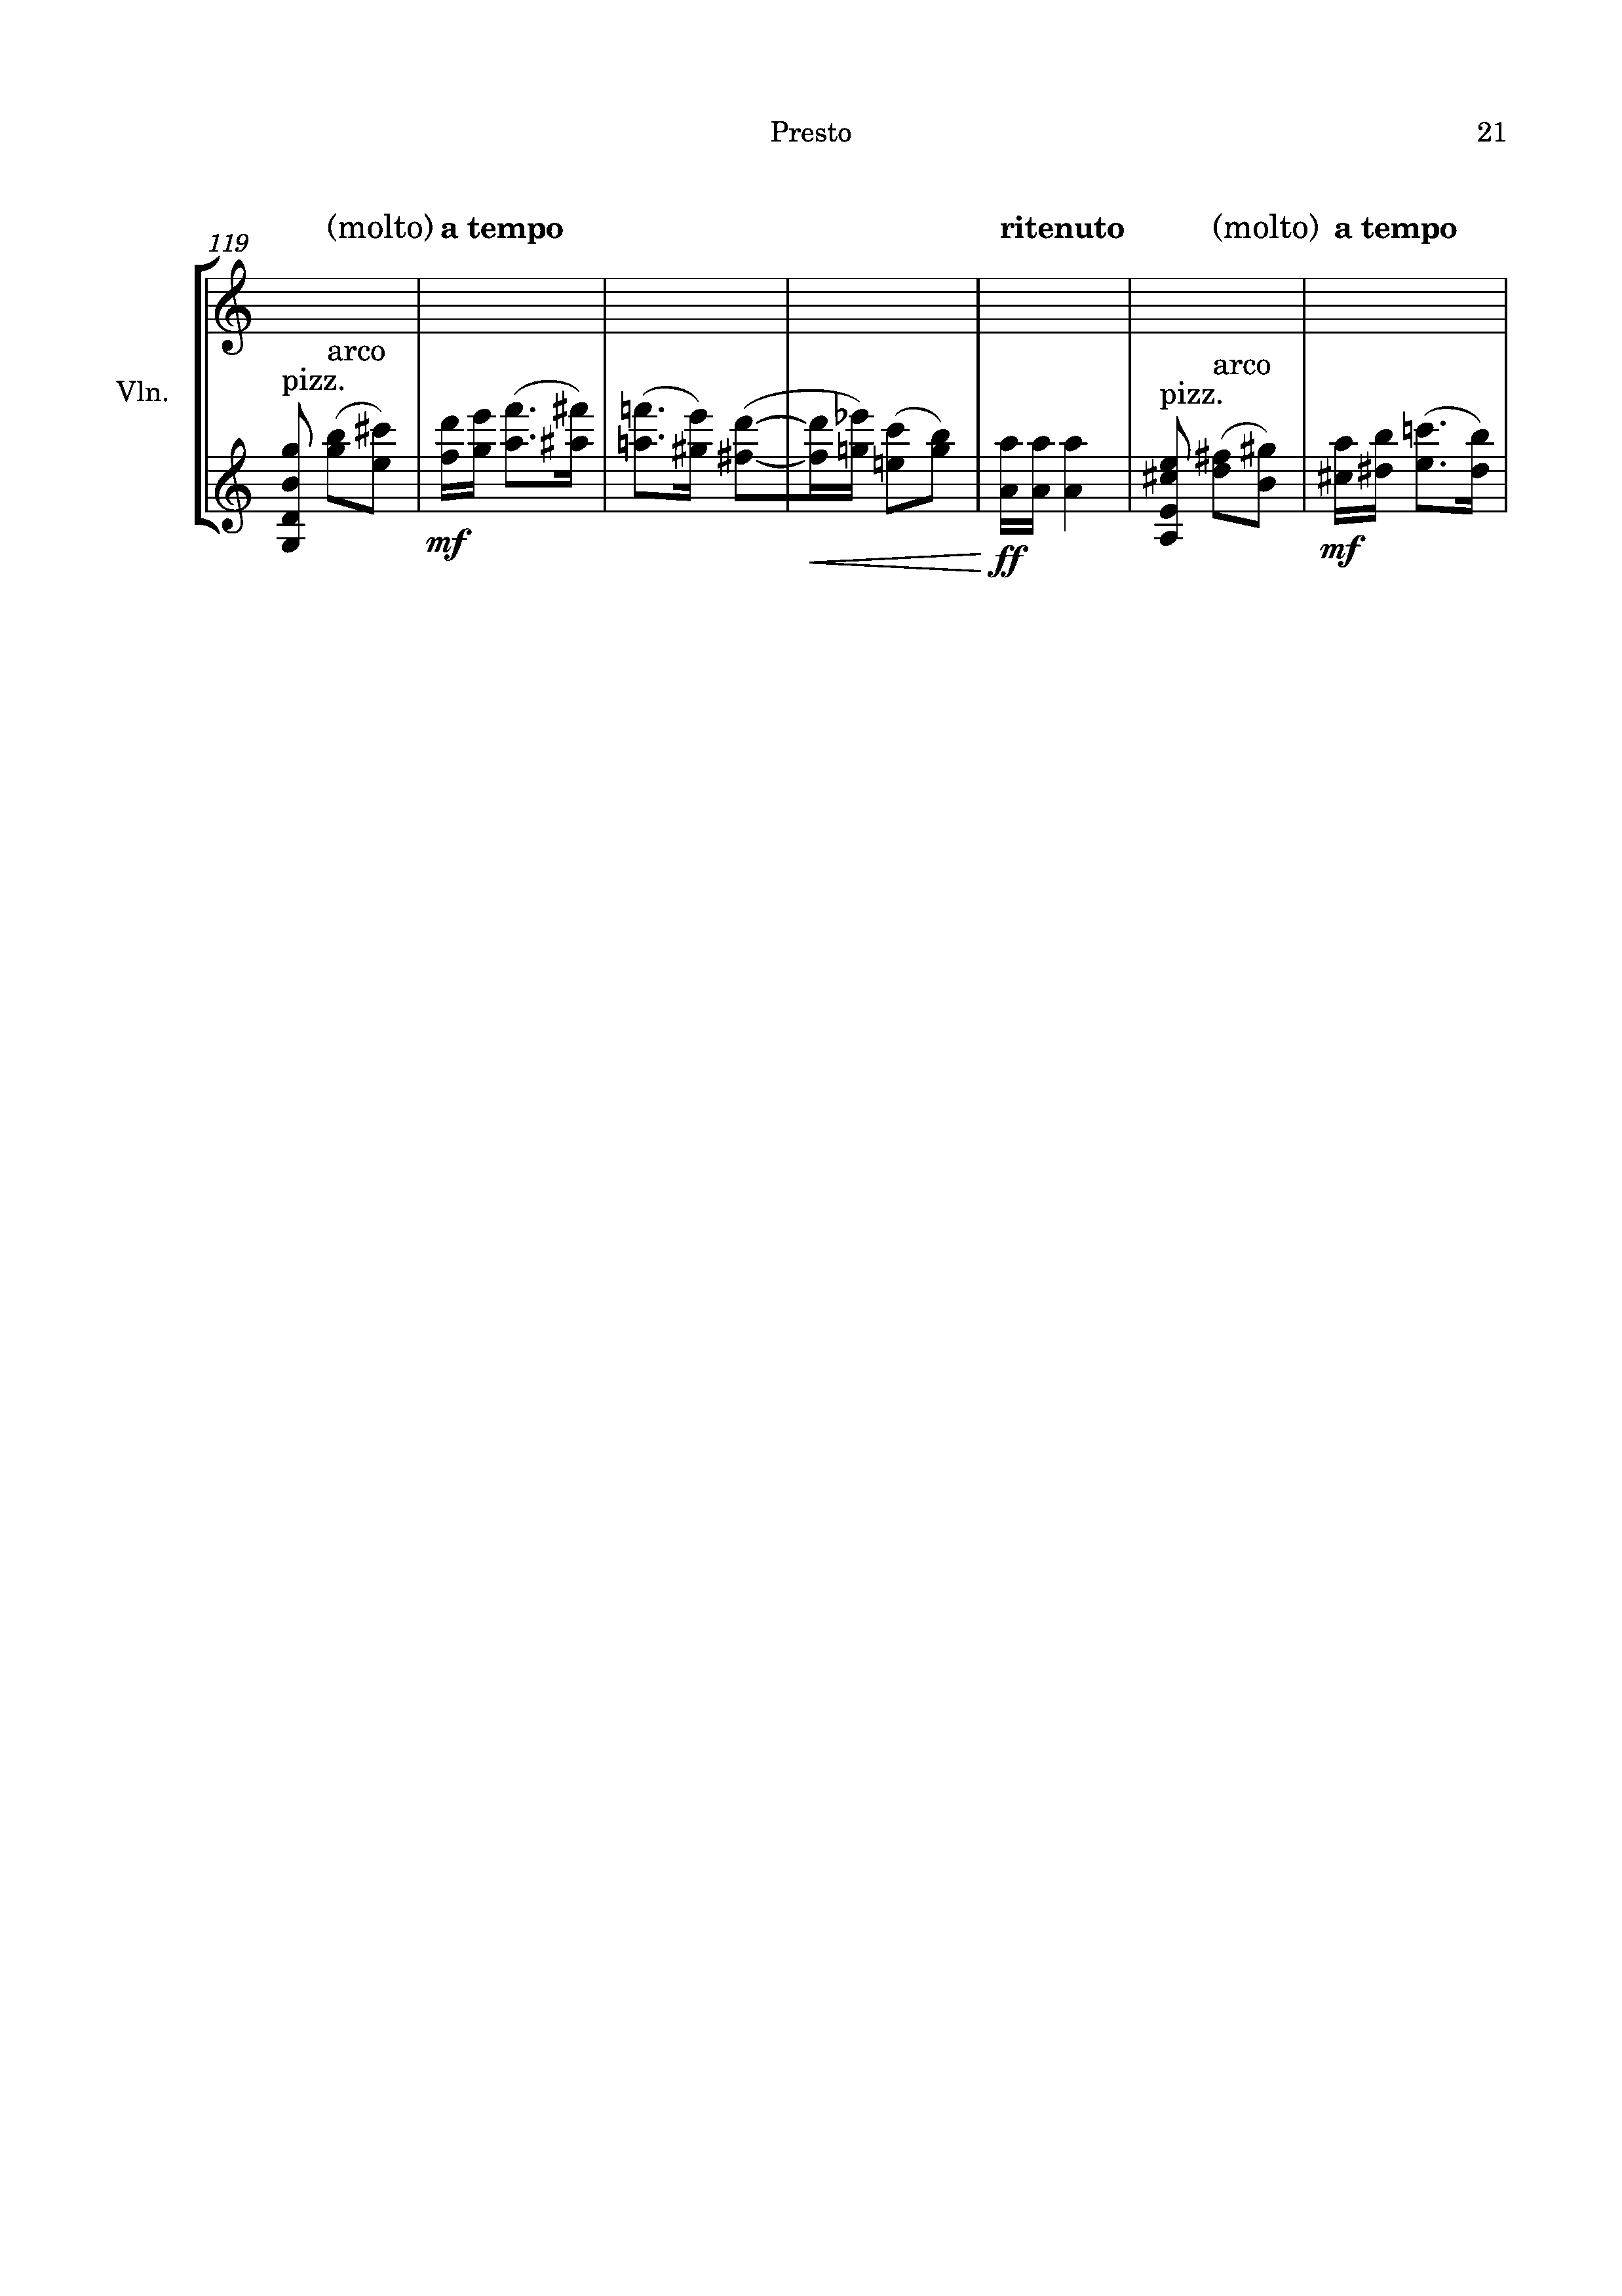 Presto 21
(molto) a tempo ritenuto (molto) a tempo
119
arco arco
pizz. pizz.
Vln.
mf ff mf